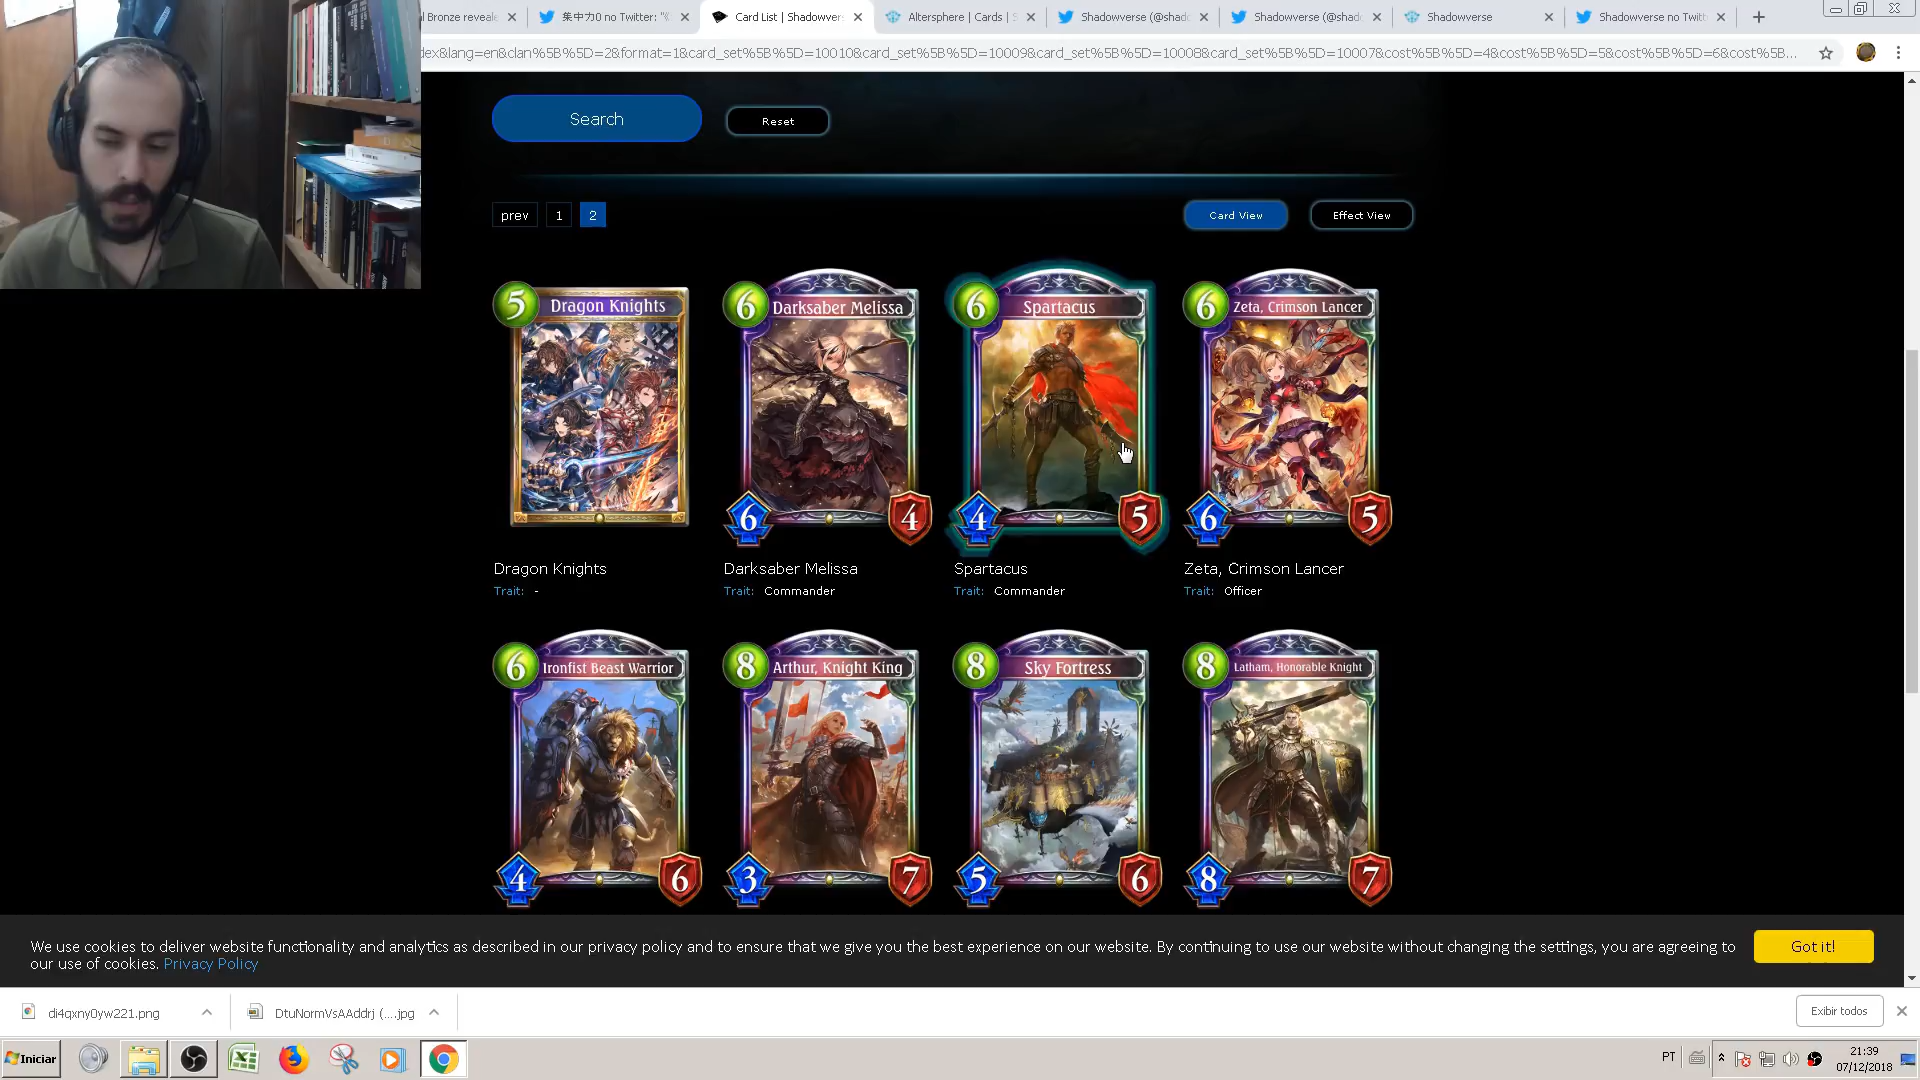 l Bronze reveale
集中力0 no Twitter: "《
Card List | Shadowver
Altersphere | Cards | S
Shadowverse (@shad
Shadowverse (@shad
Shadowverse
Shadowverse no Twitt
dex&lang=en&clan%5B%5D=2&format=1&card_set%5B%5D=10010&card_set%5B%5D=10009&card_set%5B%5D=10008&card_set%5B%5D=10007&cost%5B%5D=4&cost%5B%5D=5&cost%5B%5D=6&cost%5B...
Search
Reset
prev 1 2
Card View
Effect View
5 Dragon Knights
6 Darksaber Melissa
6 4
6 Spartacus
4 5
6 Zeta, Crimson Lancer
6 5
Dragon Knights
Trait: -
Darksaber Melissa
Trait: Commander
Spartacus
Trait: Commander
Zeta, Crimson Lancer
Trait: Officer
6 Ironfist Beast Warrior
4 6
8 Arthur, Knight King
3 7
8 Sky Fortress
5 6
8 Latham, Honorable Knight
8 7
We use cookies to deliver website functionality and analytics as described in our privacy policy and to ensure that we give you the best experience on our website. By continuing to use our website without changing the settings, you are agreeing to
our use of cookies. Privacy Policy
Got it!
di4qxny0yw221.png
DtuNormVsAAddrj (....jpg
Exibir todos
Iniciar
PT
21:39
07/12/2018